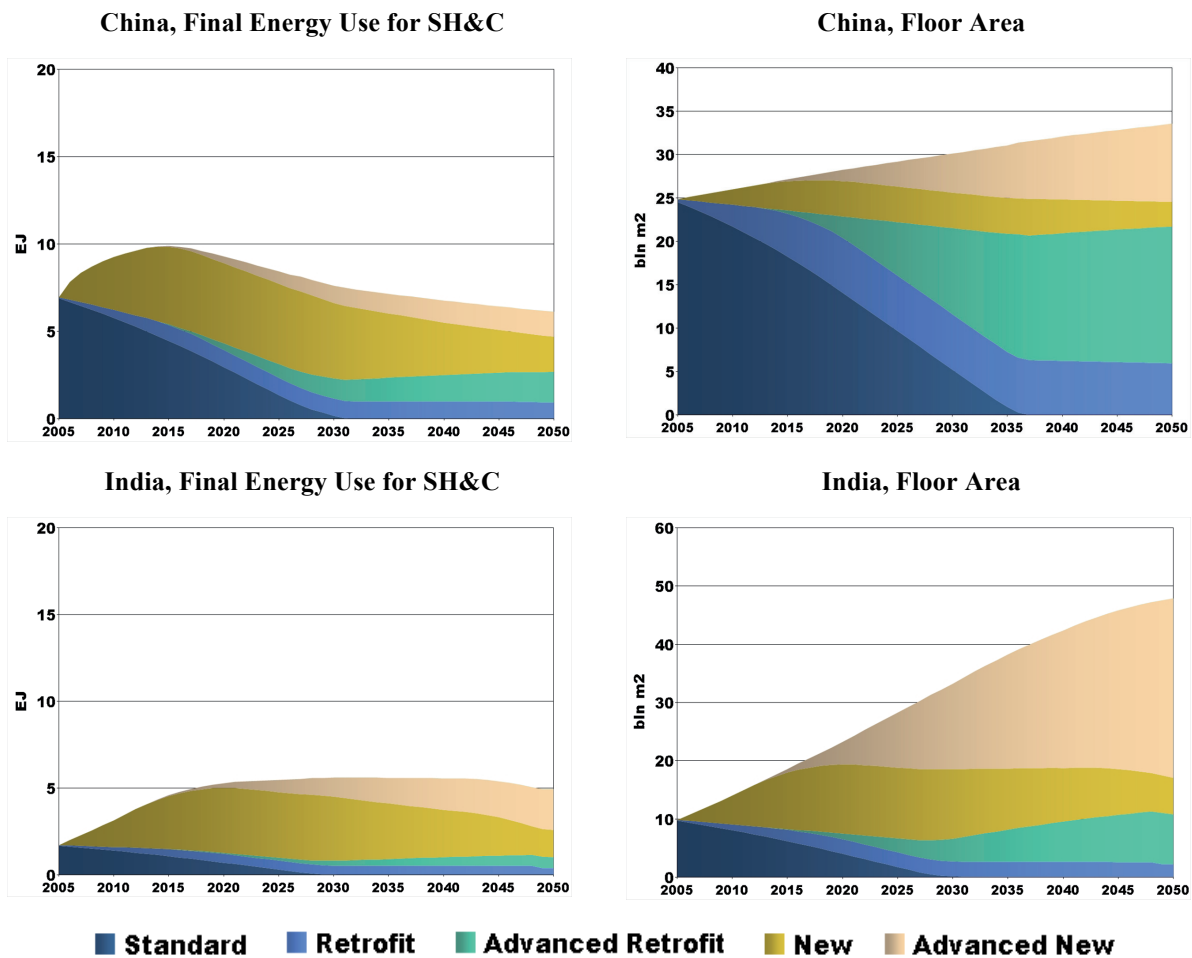 China, Final Energy Use for SH&C
China, Floor Area
20
15
10
5
0
EJ
2005 2010 2015 2020 2025 2030 2035 2040 2045 2050
40
35
30
25
20
15
10
5
0
bln m2
2005 2010 2015 2020 2025 2030 2035 2040 2045 2050
India, Final Energy Use for SH&C
India, Floor Area
20
15
10
5
0
EJ
2005 2010 2015 2020 2025 2030 2035 2040 2045 2050
60
50
40
30
20
10
0
bln m2
2005 2010 2015 2020 2025 2030 2035 2040 2045 2050
Standard Retrofit Advanced Retrofit New Advanced New